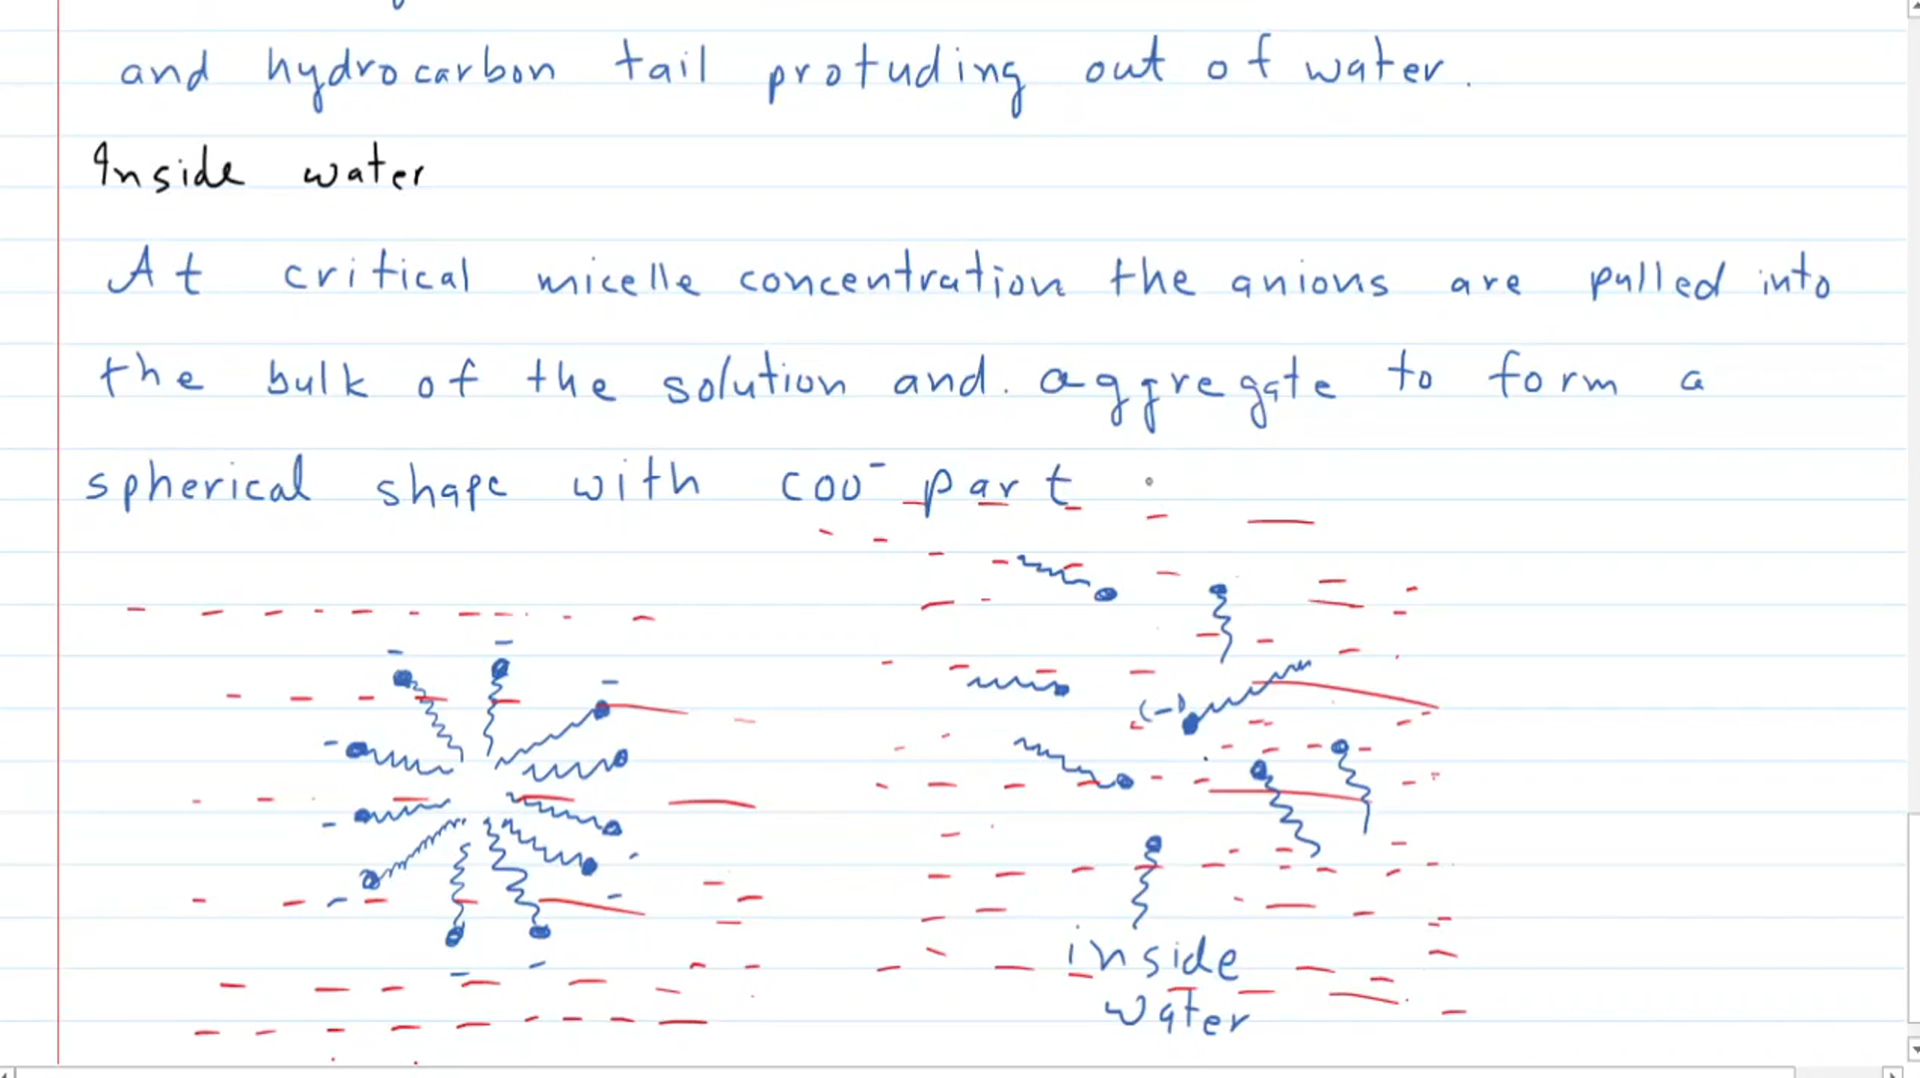 and hydrocarbon tail protuding out of water.
Inside water
At critical micelle concentration the anions are pulled into
the bulk of the solution and. aggregate to form a
spherical shape with COO⁻ part
(-)
inside
water